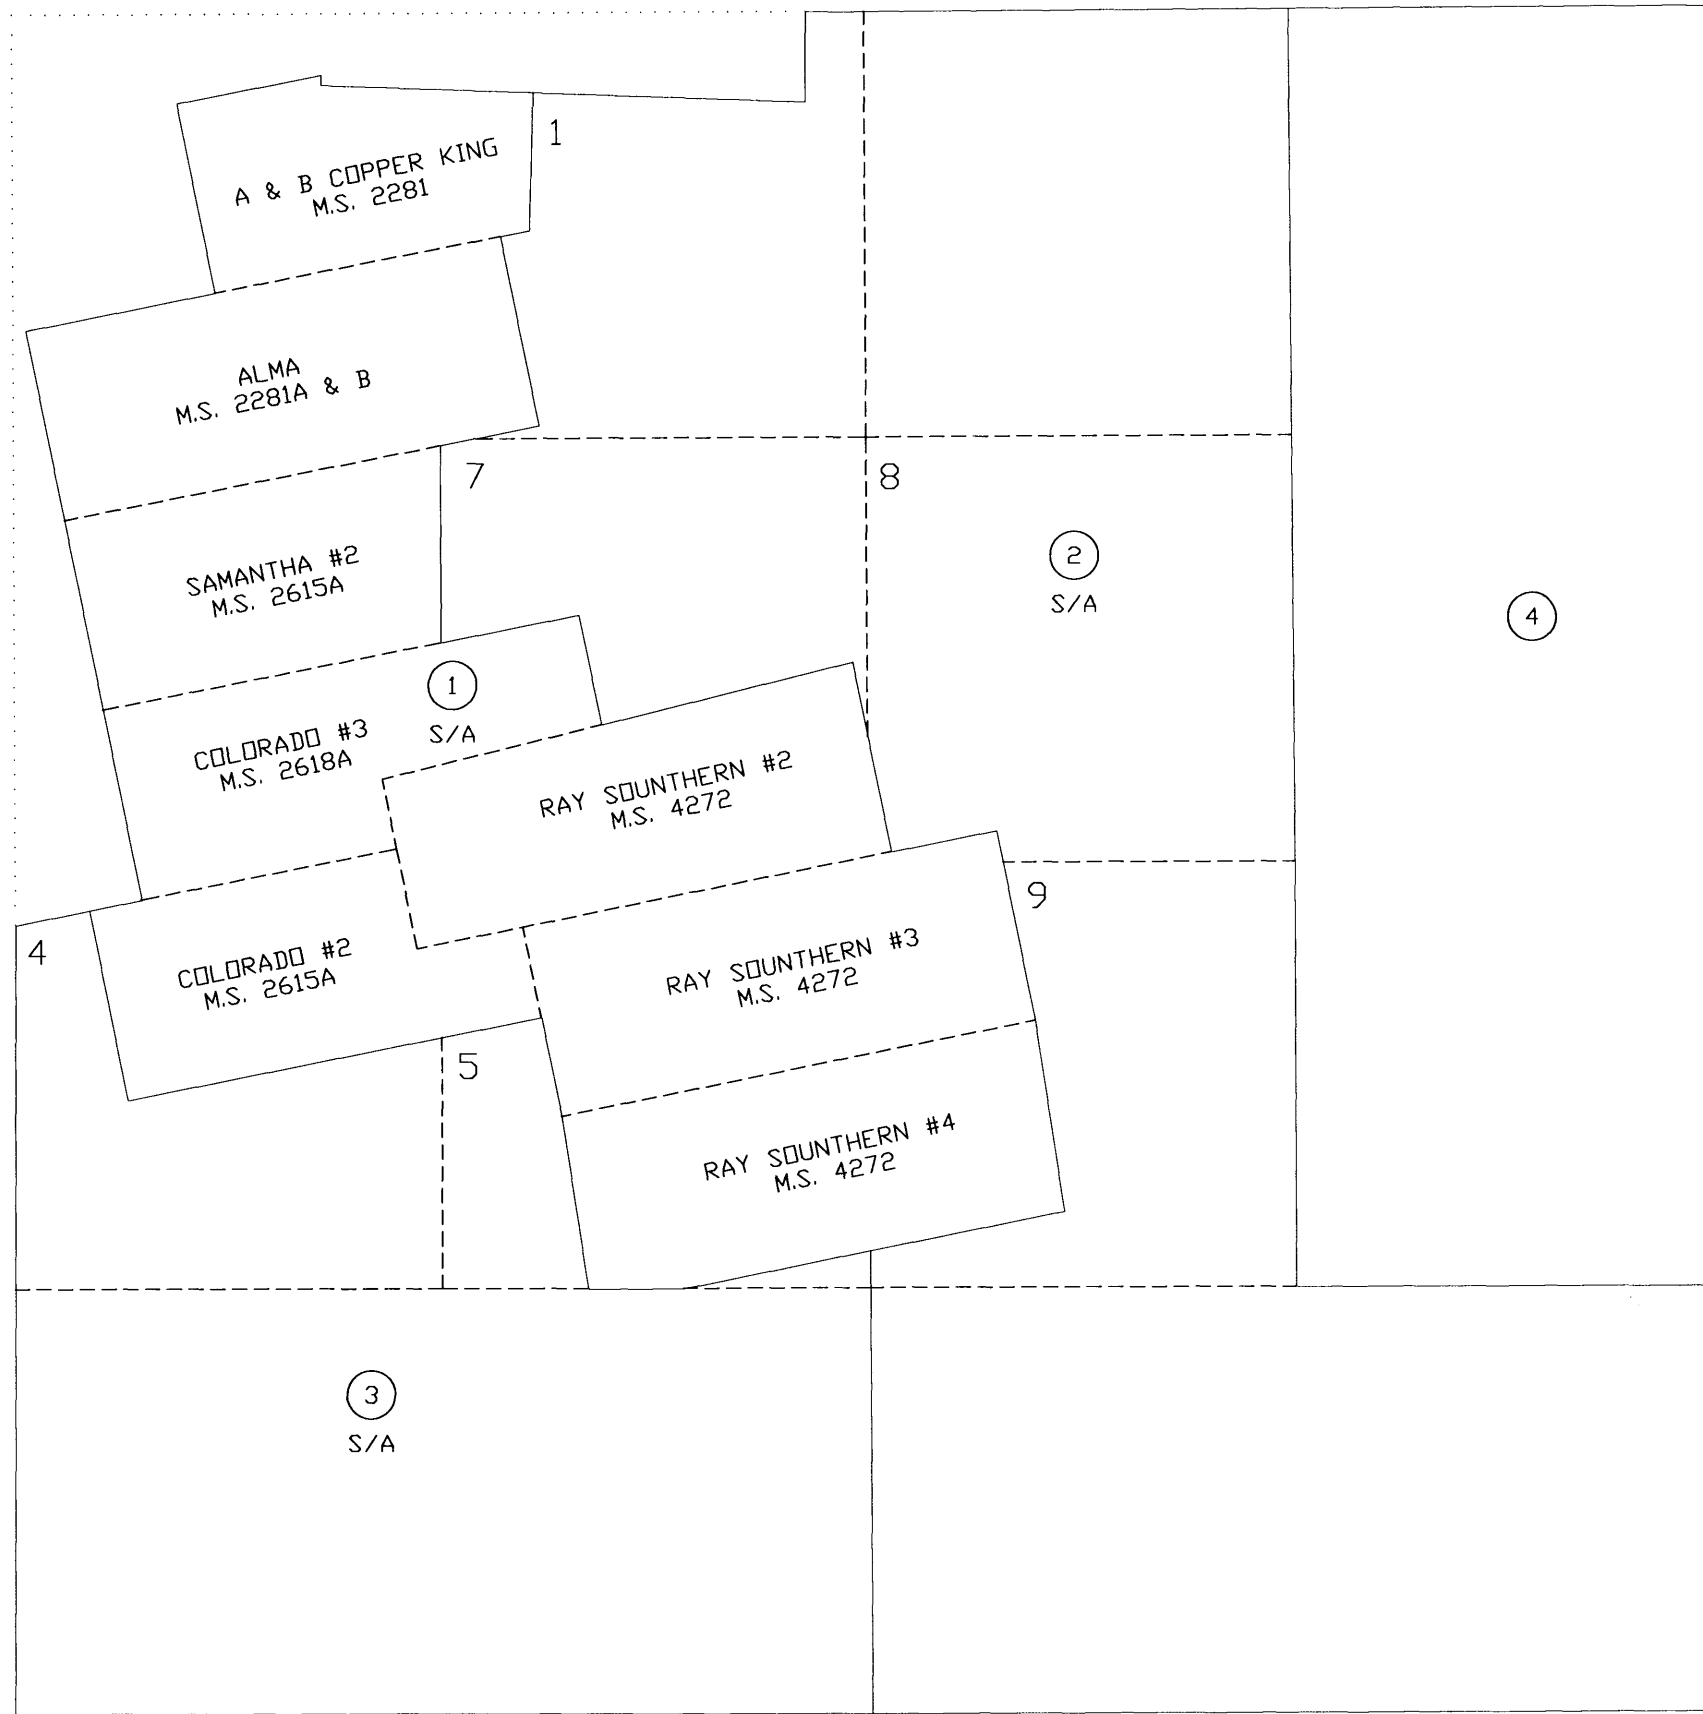 1
A & B COPPER KING
M.S. 2281
ALMA
M.S. 2281A & B
7
8
SAMANTHA #2
M.S. 2615A
2
S/A
4
1
S/A
COLORADO #3
M.S. 2618A
RAY SOUNTHERN #2
M.S. 4272
9
4
COLORADO #2
M.S. 2615A
RAY SOUNTHERN #3
M.S. 4272
5
RAY SOUNTHERN #4
M.S. 4272
3
S/A